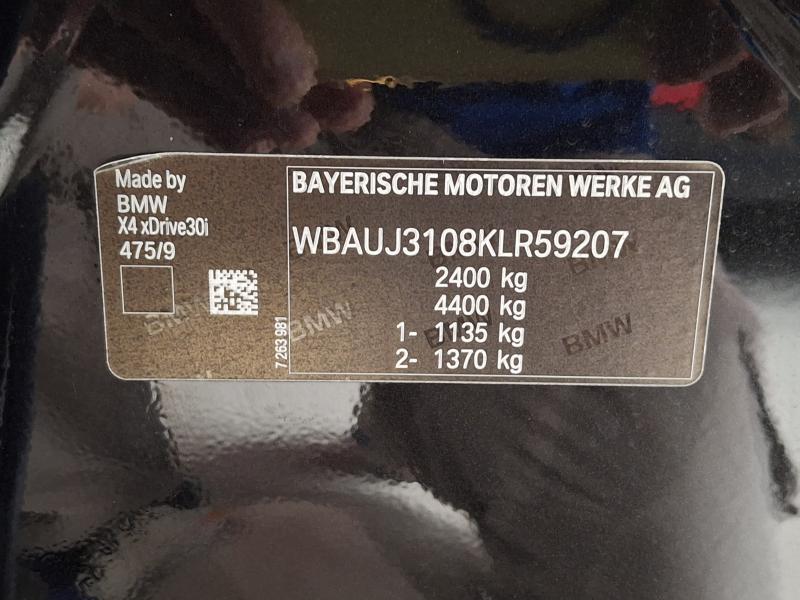 Made by
BMW
X4 xDrive30i
475/9
7 263 981
BAYERISCHE MOTOREN WERKE AG
WBAUJ3108KLR59207
2400 kg
4400 kg
1- 1135 kg
2- 1370 kg
BMW
BMW
BMW